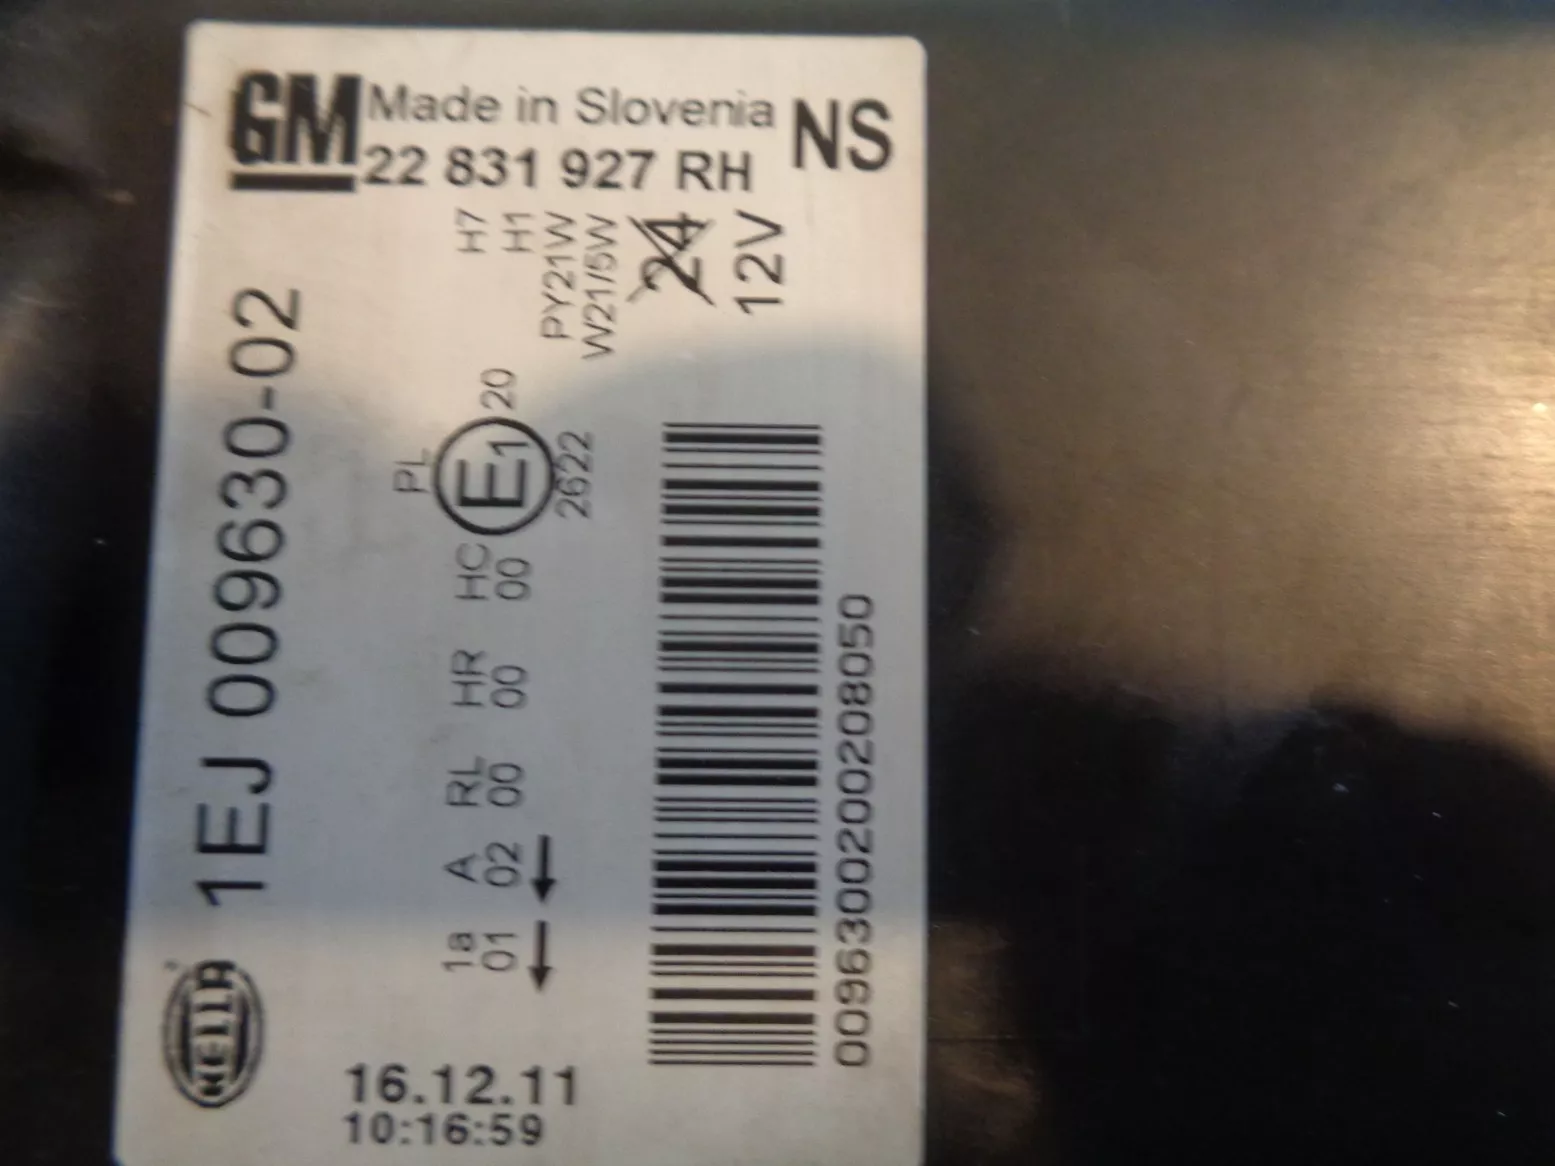 GM
Made in Slovenia
22 831 927 RH
NS
H7
H1
PY21W
W21/5W
24
12V
1EJ 009630-02
PL
E1
20
2622
HC
00
HR
00
RL
00
A
02
1a
01
HELLA
16.12.11
10:16:59
0096300200208050